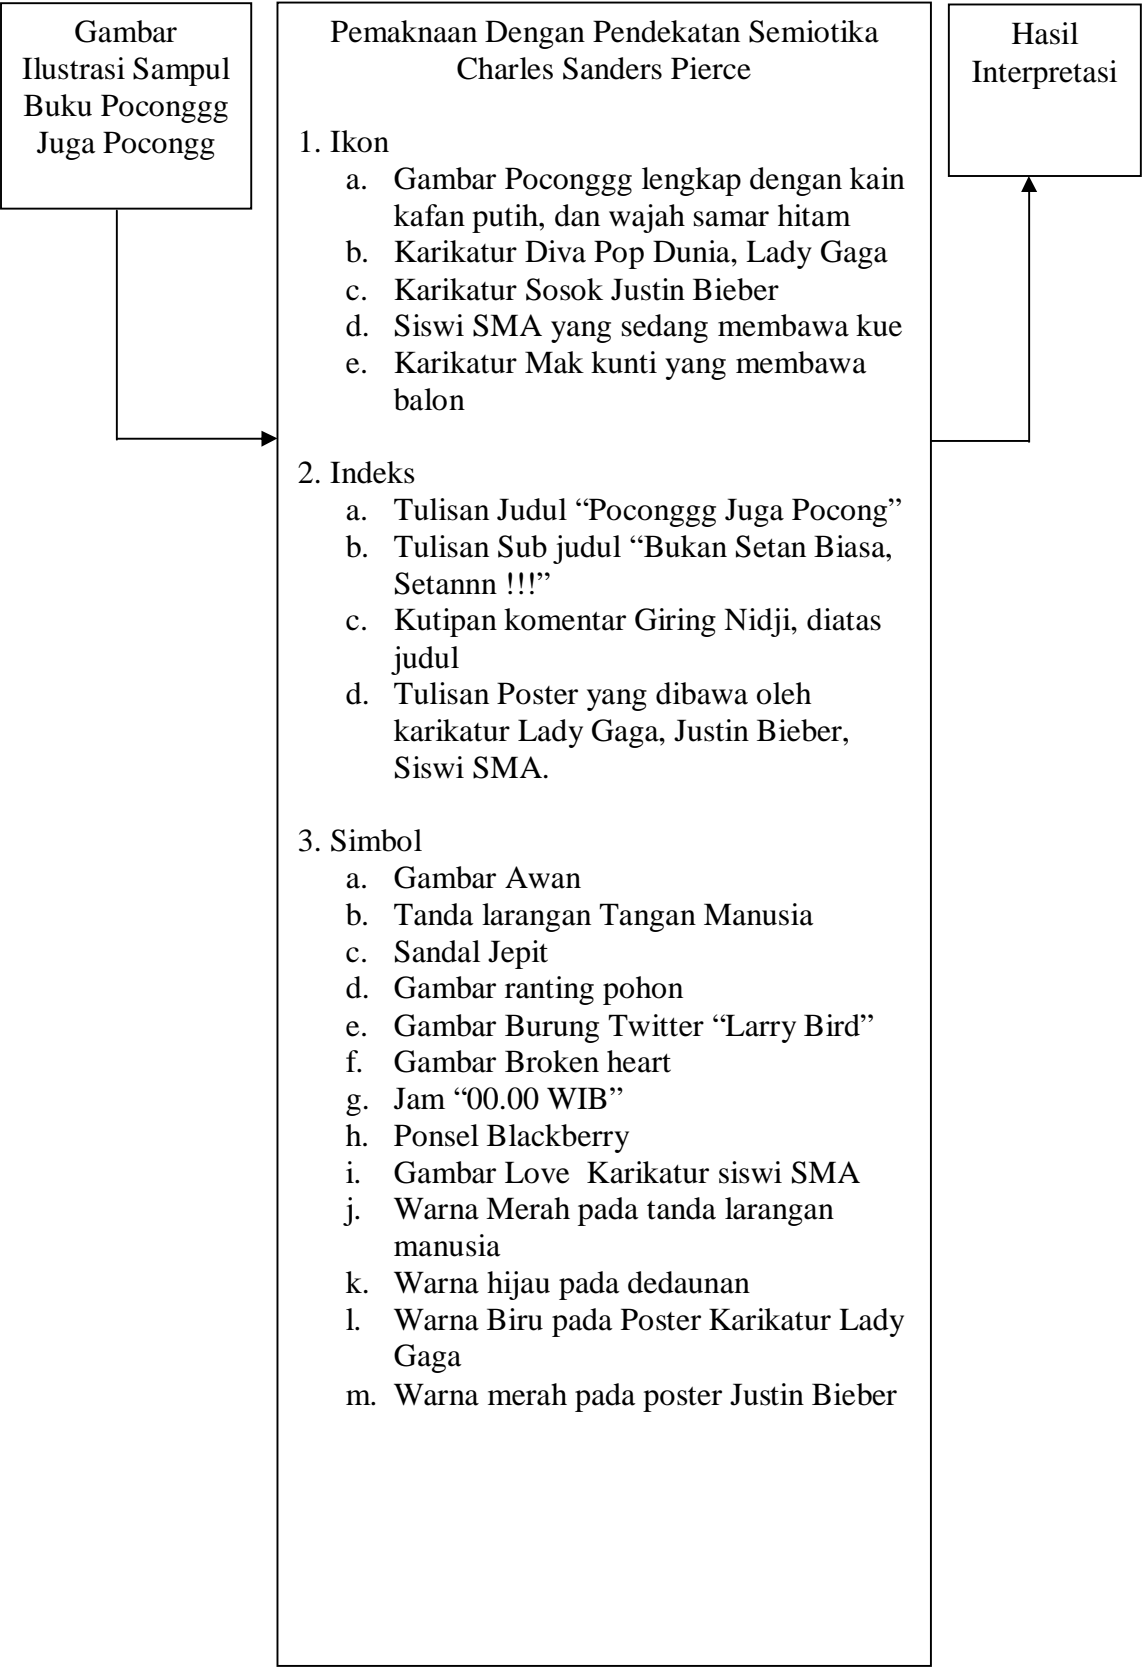 Gambar
Ilustrasi Sampul
Buku Poconggg
Juga Pocongg
Pemaknaan Dengan Pendekatan Semiotika
Charles Sanders Pierce
1. Ikon
a. Gambar Poconggg lengkap dengan kain
kafan putih, dan wajah samar hitam
b. Karikatur Diva Pop Dunia, Lady Gaga
c. Karikatur Sosok Justin Bieber
d. Siswi SMA yang sedang membawa kue
e. Karikatur Mak kunti yang membawa
balon
2. Indeks
a. Tulisan Judul “Poconggg Juga Pocong”
b. Tulisan Sub judul “Bukan Setan Biasa,
Setannn !!!”
c. Kutipan komentar Giring Nidji, diatas
judul
d. Tulisan Poster yang dibawa oleh
karikatur Lady Gaga, Justin Bieber,
Siswi SMA.
3. Simbol
a. Gambar Awan
b. Tanda larangan Tangan Manusia
c. Sandal Jepit
d. Gambar ranting pohon
e. Gambar Burung Twitter “Larry Bird”
f. Gambar Broken heart
g. Jam “00.00 WIB”
h. Ponsel Blackberry
i. Gambar Love  Karikatur siswi SMA
j. Warna Merah pada tanda larangan
manusia
k. Warna hijau pada dedaunan
l. Warna Biru pada Poster Karikatur Lady
Gaga
m. Warna merah pada poster Justin Bieber
Hasil
Interpretasi